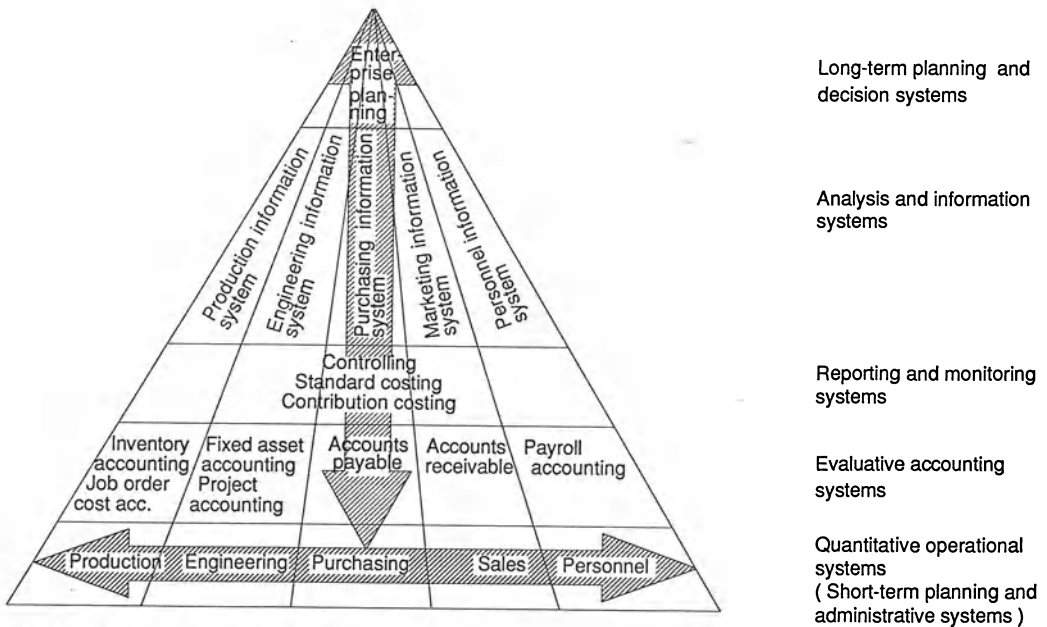 Enter-
prise
plan-
ning
Long-term planning and
decision systems
Production information
system
Engineering information
system
Purchasing information
system
Marketing information
system
Personnel information
system
Analysis and information
systems
Controlling
Standard costing
Contribution costing
Reporting and monitoring
systems
Inventory
accounting
Job order
cost acc.
Fixed asset
accounting
Project
accounting
Accounts
payable
Accounts
receivable
Payroll
accounting
Evaluative accounting
systems
Production
Engineering
Purchasing
Sales
Personnel
Quantitative operational
systems
( Short-term planning and
administrative systems )